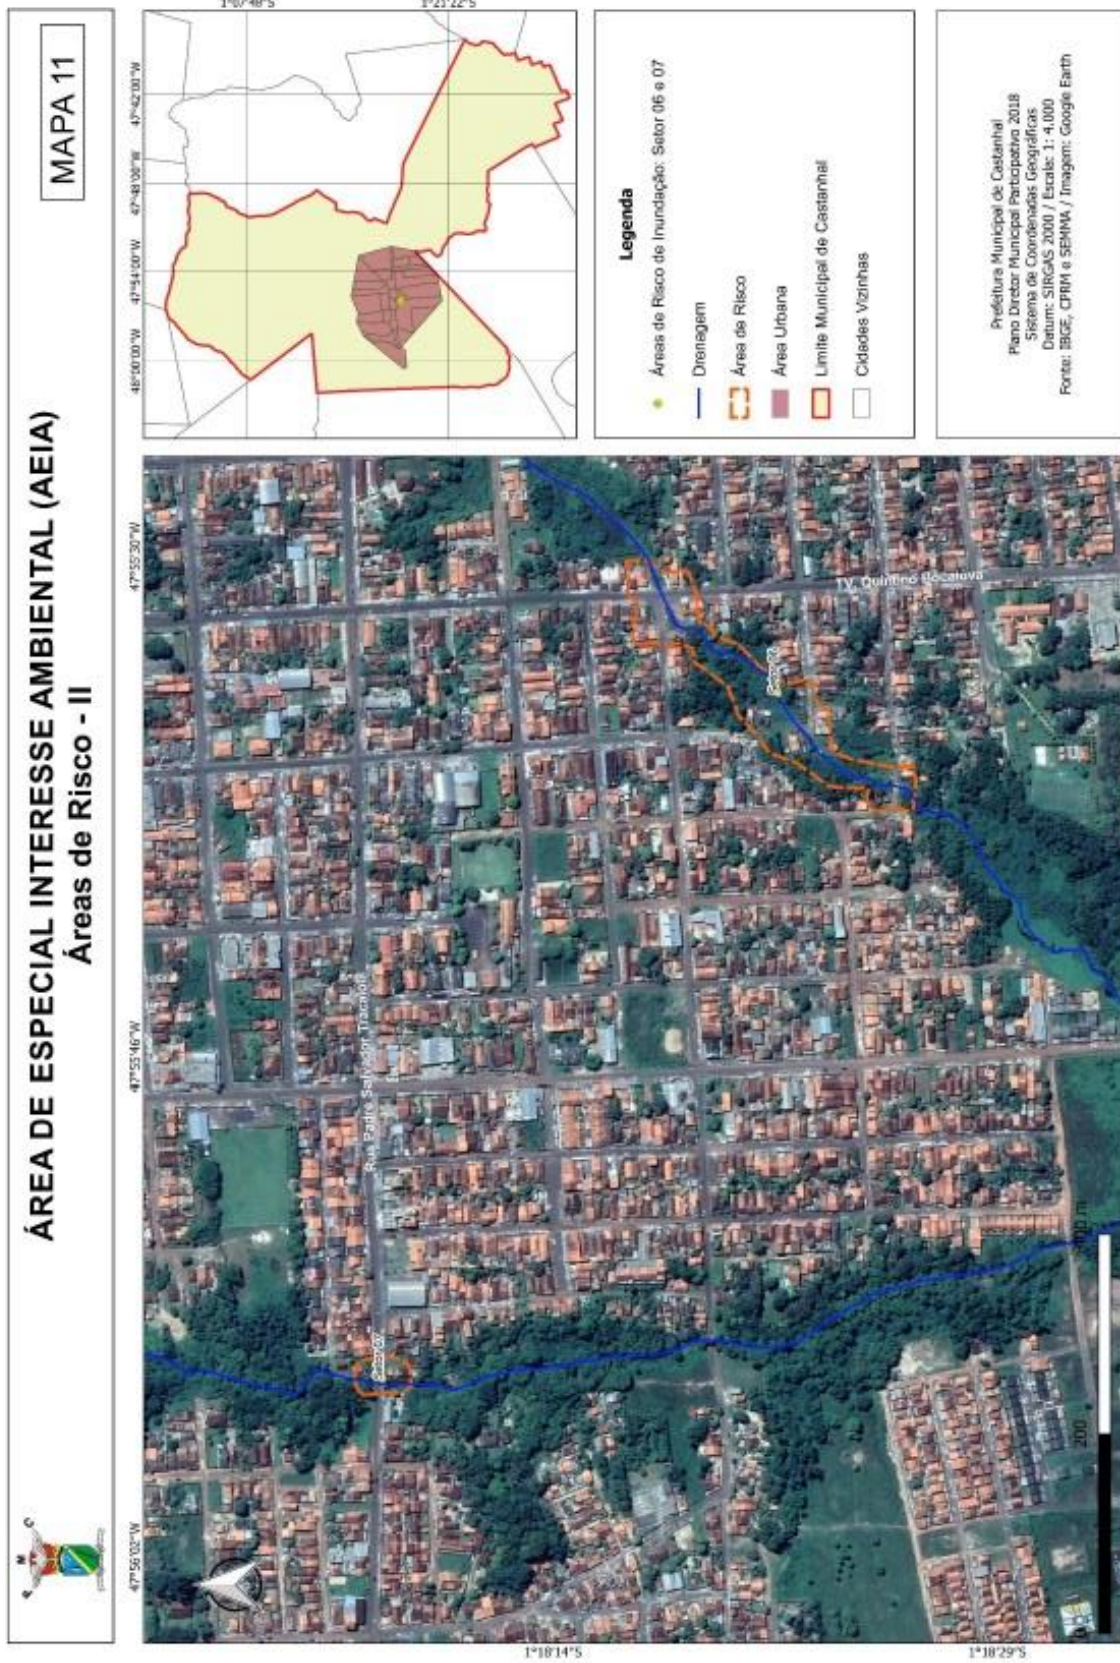 P M C
ÁREA DE ESPECIAL INTERESSE AMBIENTAL (AEIA)
Áreas de Risco - II
MAPA 11
47°56'02"W
47°55'46"W
47°55'30"W
1°18'14"S
1°18'29"S
Rua Padre Salvador Tracaiolli
TV. Quintino Bocaiúva
200
48°00'00"W
47°54'00"W
47°48'00"W
47°42'00"W
1°07'48"S
1°21'22"S
Legenda
Áreas de Risco de Inundação: Setor 06 e 07
Drenagem
Área de Risco
Área Urbana
Limite Municipal de Castanhal
Cidades Vizinhas
Prefeitura Municipal de Castanhal
Plano Diretor Municipal Participativo 2018
Sistema de Coordenadas Geográficas
Datum: SIRGAS 2000 / Escala: 1: 4.000
Fonte: IBGE, CPRM e SEMMA / Imagem: Google Earth